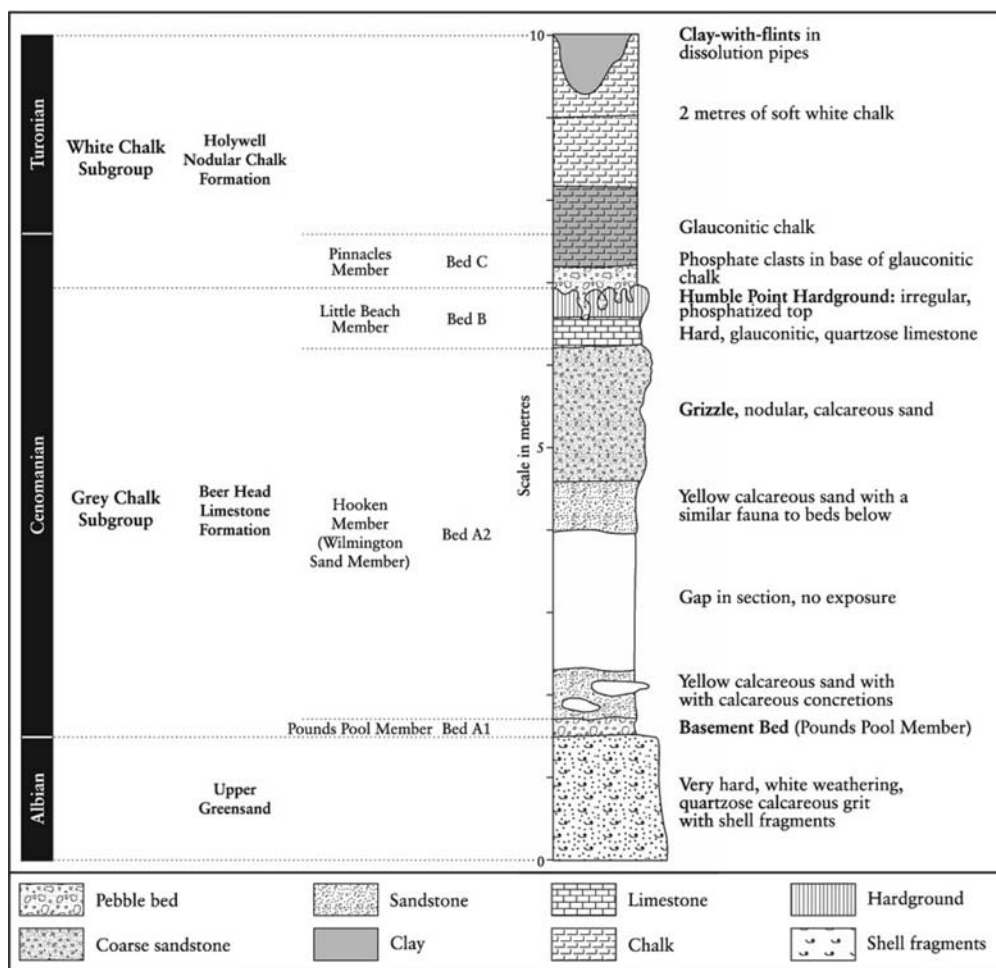 Turonian
Cenomanian
Albian
White Chalk
Subgroup
Holywell
Nodular Chalk
Formation
Pinnacles
Member
Bed C
Little Beach
Member
Bed B
Grey Chalk
Subgroup
Beer Head
Limestone
Formation
Hooken
Member
(Wilmington
Sand Member)
Bed A2
Pounds Pool Member Bed A1
Upper
Greensand
Scale in metres
10
5
0
Clay-with-flints in
dissolution pipes
2 metres of soft white chalk
Glauconitic chalk
Phosphate clasts in base of glauconitic
chalk
Humble Point Hardground: irregular,
phosphatized top
Hard, glauconitic, quartzose limestone
Grizzle, nodular, calcareous sand
Yellow calcareous sand with a
similar fauna to beds below
Gap in section, no exposure
Yellow calcareous sand with
with calcareous concretions
Basement Bed (Pounds Pool Member)
Very hard, white weathering,
quartzose calcareous grit
with shell fragments
Pebble bed
Sandstone
Limestone
Hardground
Coarse sandstone
Clay
Chalk
Shell fragments